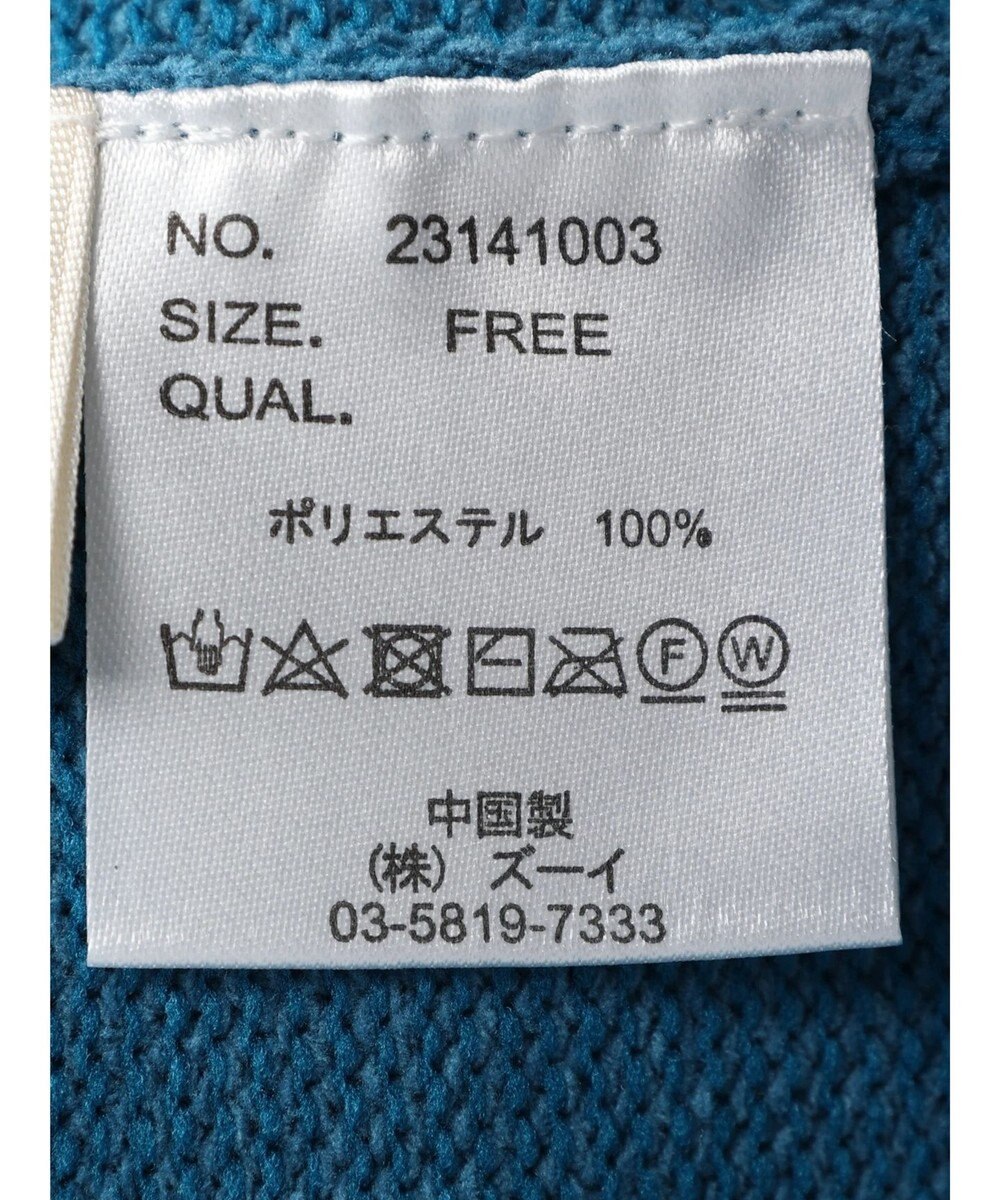 NO. 23141003
SIZE. FREE
QUAL.
ポリエステル 100%
F W
中国製
(株) ズーイ
03-5819-7333